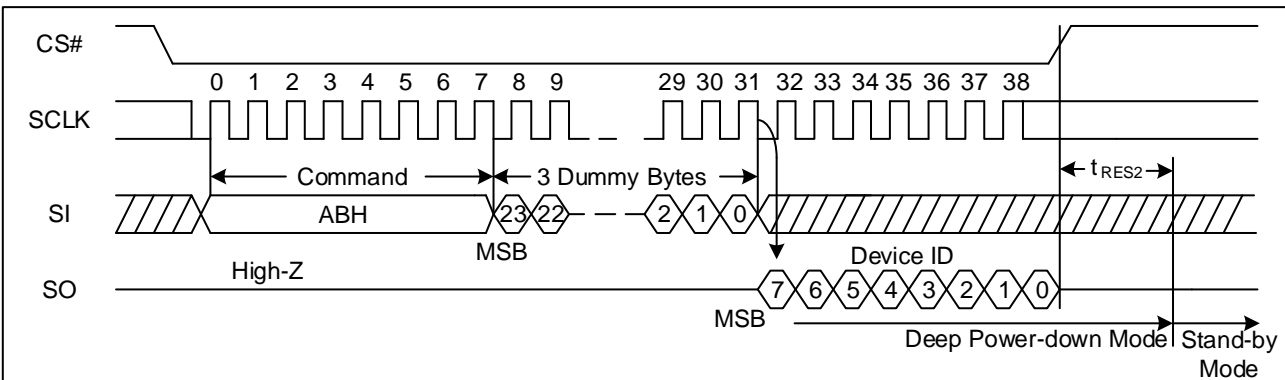 CS#
0 1 2 3 4 5 6 7 8 9 29 30 31 32 33 34 35 36 37 38
SCLK
Command 3 Dummy Bytes tRES2
SI ABH 23 22 2 1 0
MSB Device ID
High-Z
SO 7 6 5 4 3 2 1 0
MSB
Deep Power-down Mode Stand-by
Mode